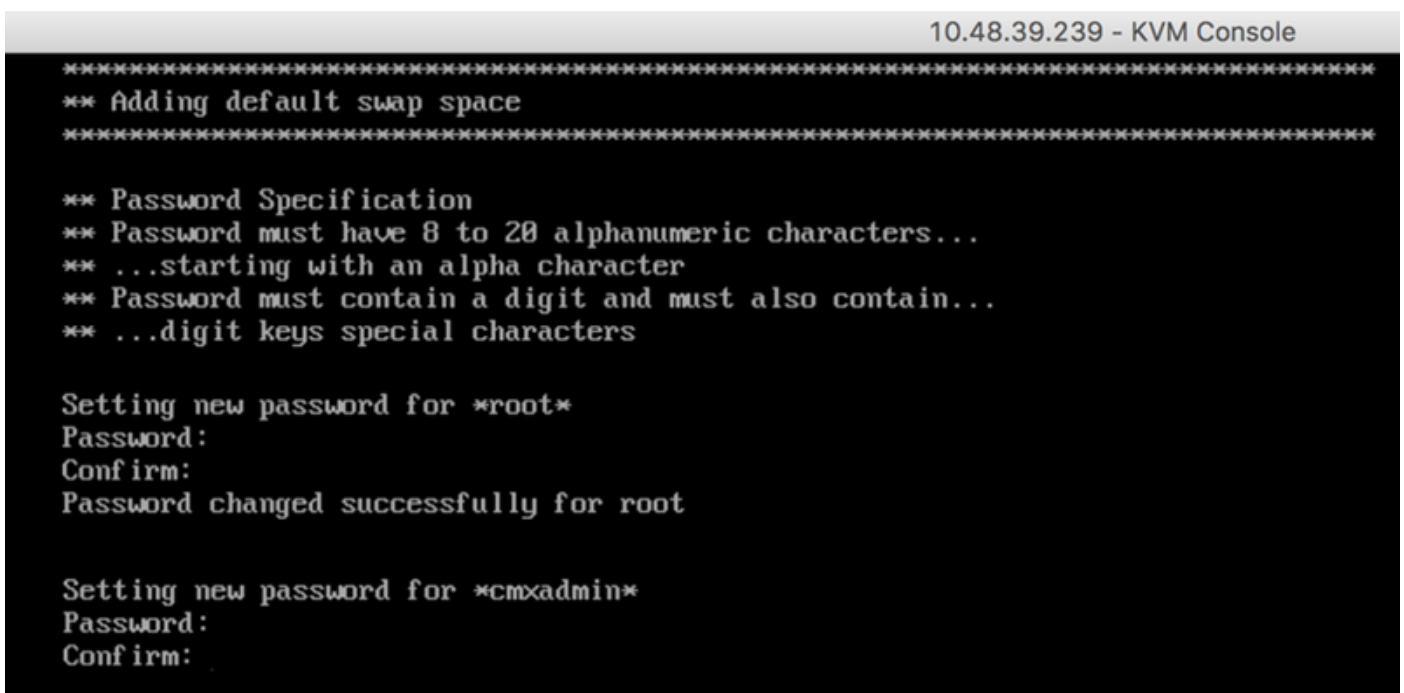 10.48.39.239 - KVM Console
********************************************************************************
** Adding default swap space
********************************************************************************
** Password Specification
** Password must have 8 to 20 alphanumeric characters...
** ...starting with an alpha character
** Password must contain a digit and must also contain...
** ...digit keys special characters
Setting new password for *root*
Password:
Confirm:
Password changed successfully for root
Setting new password for *cmxadmin*
Password:
Confirm: